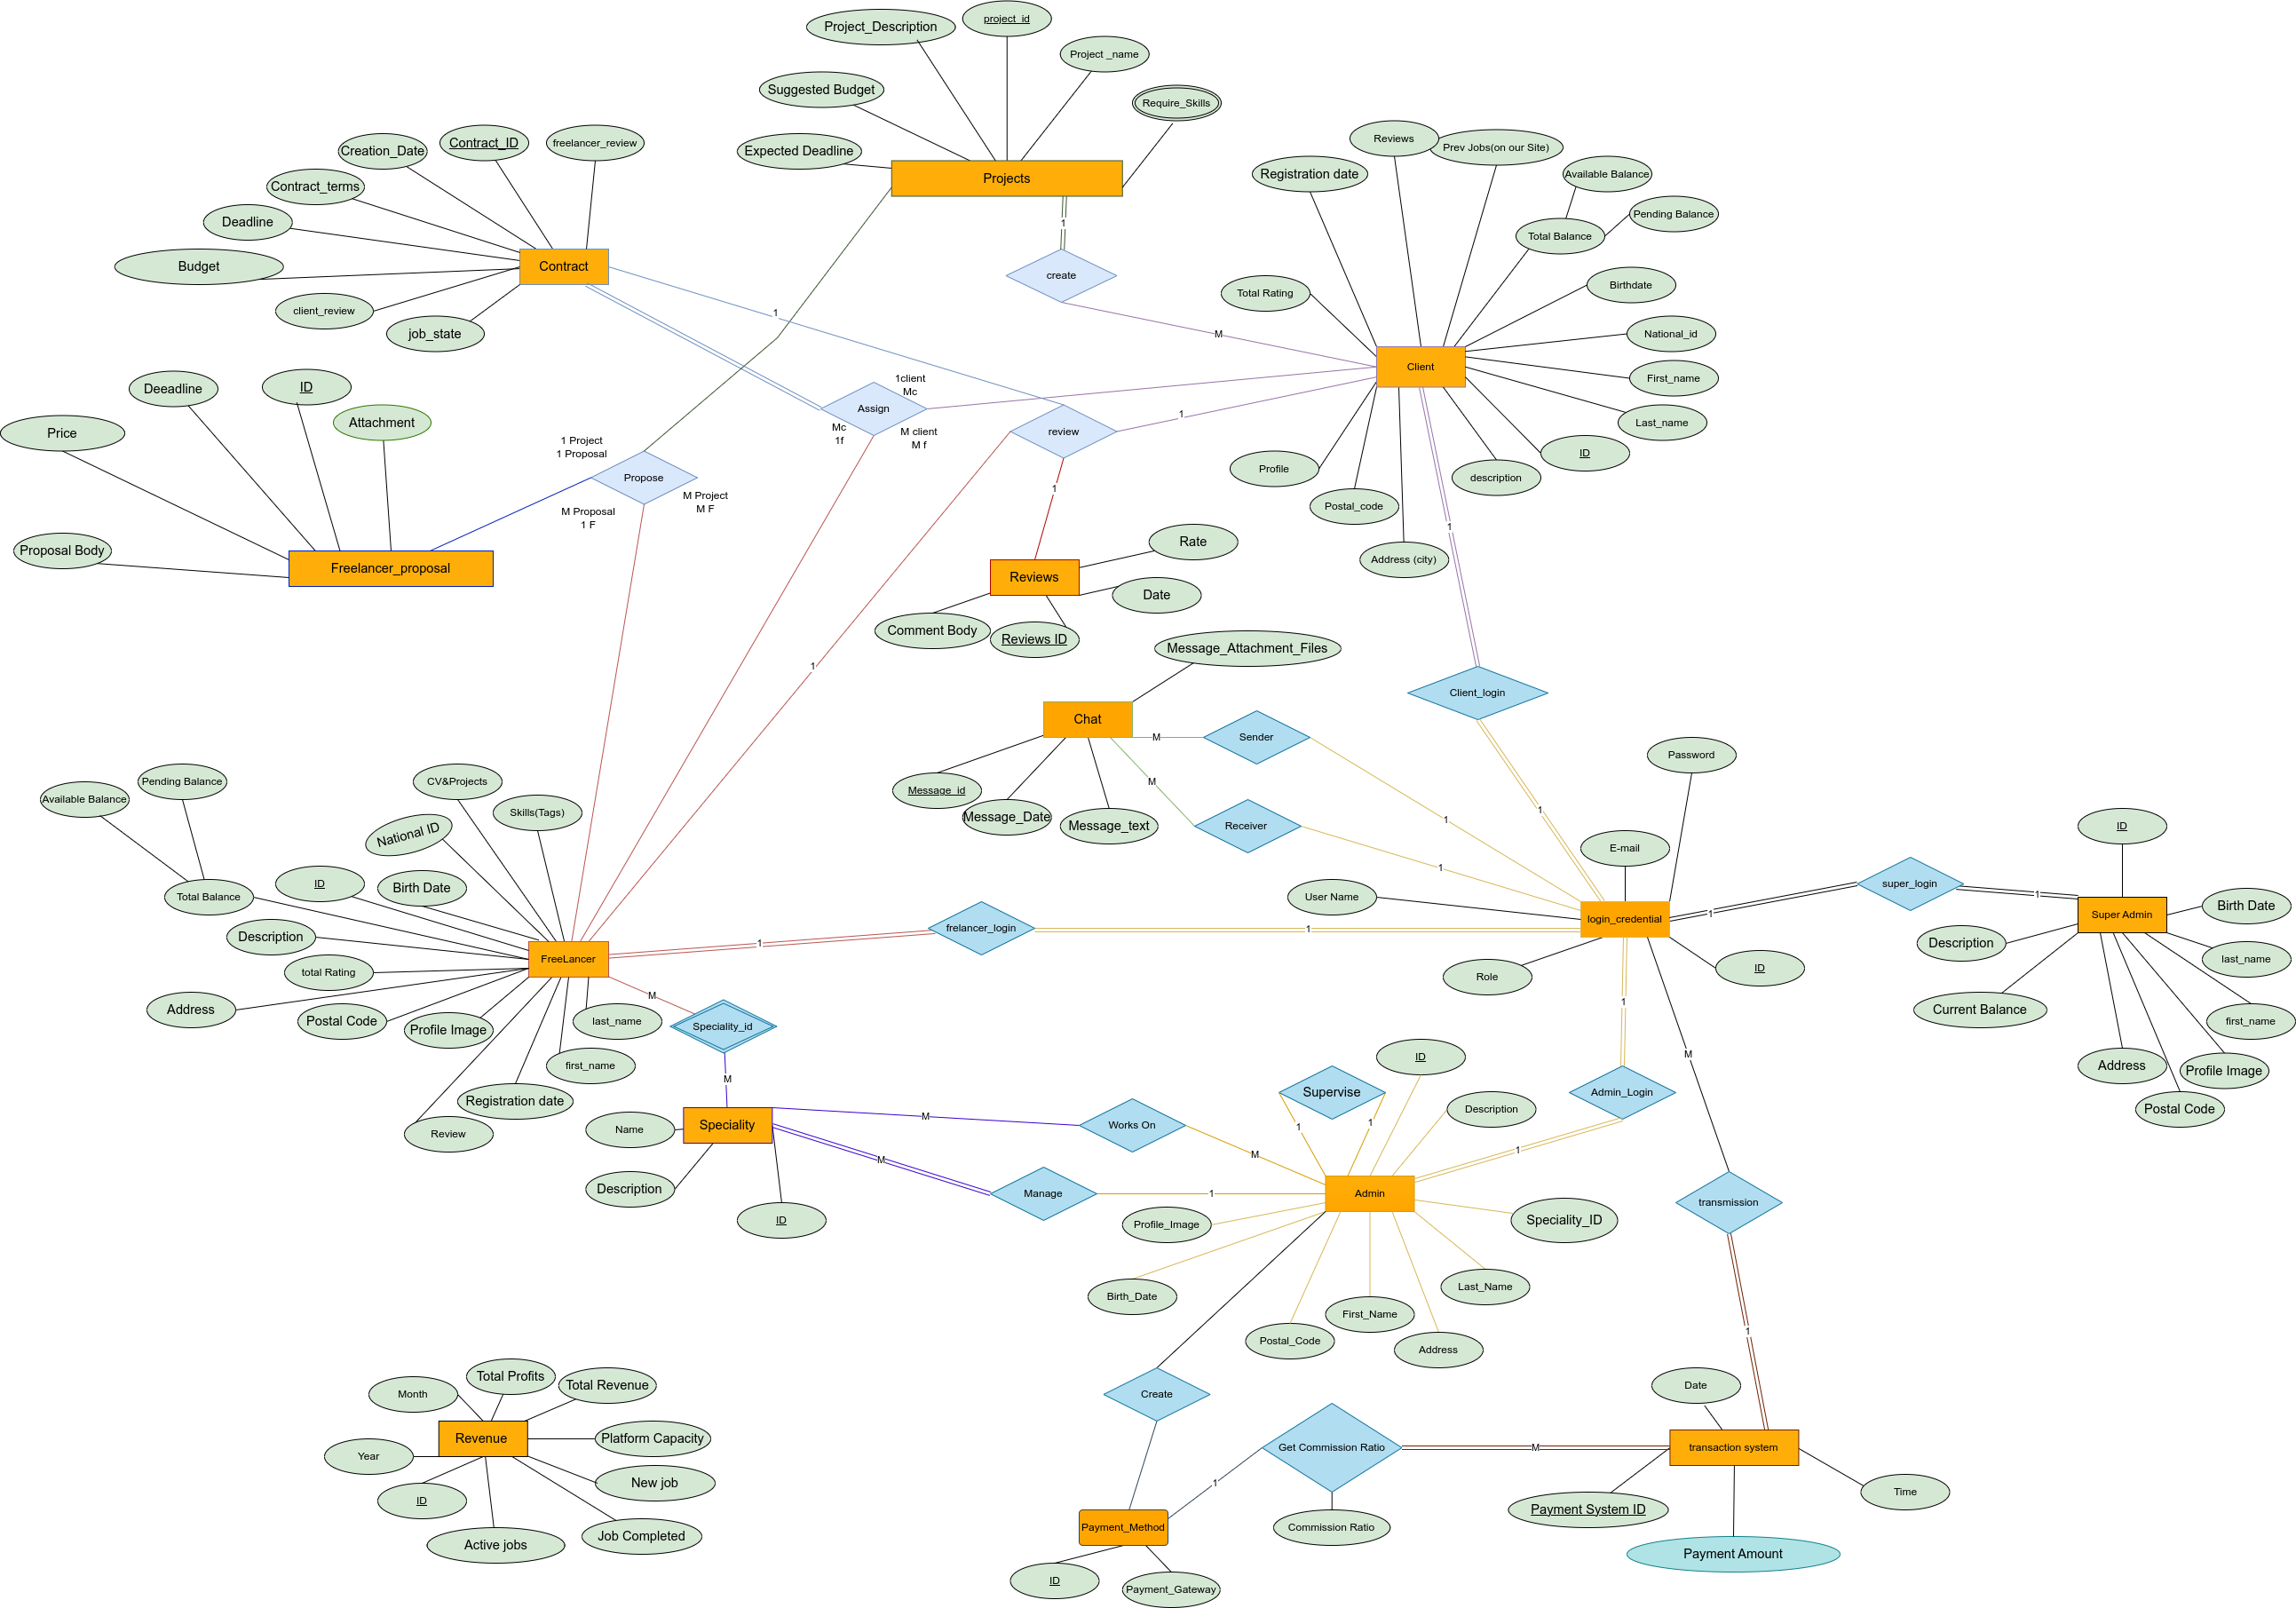 Project_Description
project_id
Project _name
Suggested Budget
Require_Skills
Expected Deadline
Projects
Creation_Date
Contract_ID
freelancer_review
Contract_terms
Deadline
Budget
Contract
client_review
job_state
1
create
M
Reviews
Prev Jobs(on our Site)
Registration date
Available Balance
Pending Balance
Total Balance
Total Rating
Birthdate
National_id
First_name
Last_name
Client
ID
description
Profile
Postal_code
Address (city)
1
1
1
Deeadline
ID
Attachment
Price
Proposal Body
Freelancer_proposal
1 Project
1 Proposal
Propose
M Proposal
1 F
M Project
M F
1client
Mc
Assign
Mc
1f
M client
M f
review
1
1
Reviews
Rate
Date
Comment Body
Reviews ID
Message_Attachment_Files
Chat
M
Sender
M
Message_id
Message_Date
Message_text
Receiver
1
1
Client_login
1
Password
E-mail
User Name
login_credential
Role
ID
1
super_login
1
ID
Super Admin
Birth Date
Description
last_name
Current Balance
first_name
Address
Profile Image
Postal Code
Pending Balance
Available Balance
CV&Projects
Skills(Tags)
National ID
ID
Birth Date
Total Balance
Description
total Rating
Address
Postal Code
Profile Image
FreeLancer
last_name
first_name
Registration date
Review
1
frelancer_login
1
M
Speciality_id
M
Name
Speciality
Description
ID
M
Works On
M
M
Manage
1
Supervise
1
1
ID
Description
1
Admin_Login
1
Admin
Profile_Image
Speciality_ID
Birth_Date
Last_Name
First_Name
Postal_Code
Address
M
transmission
1
Create
Total Profits
Month
Total Revenue
Revenue
Platform Capacity
Year
New job
ID
Active jobs
Job Completed
Get Commission Ratio
1
M
Commission Ratio
Payment_Method
ID
Payment_Gateway
Date
transaction system
Payment System ID
Time
Payment Amount